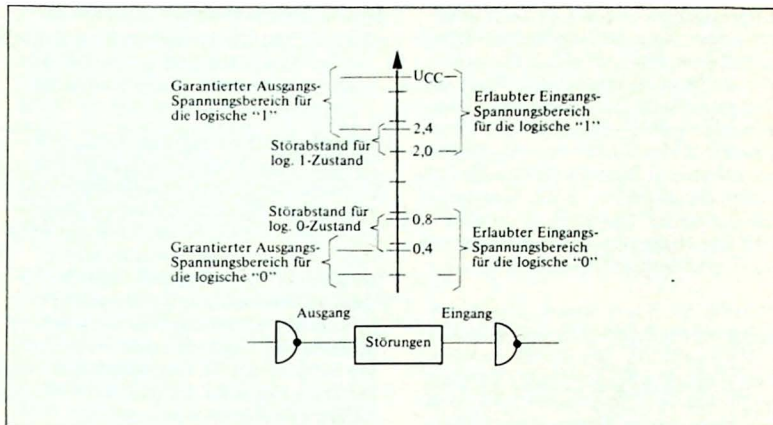 UCC
Garantierter Ausgangs-
Spannungsbereich für
die logische "1"
Erlaubter Eingangs-
Spannungsbereich
für die logische "1"
2,4
Störabstand für
log. 1-Zustand
2,0
Störabstand für
log. 0-Zustand
0,8
Garantierter Ausgangs-
Spannungsbereich für
die logische "0"
Erlaubter Eingangs-
Spannungsbereich
für die logische "0"
0,4
Ausgang
Eingang
Störungen